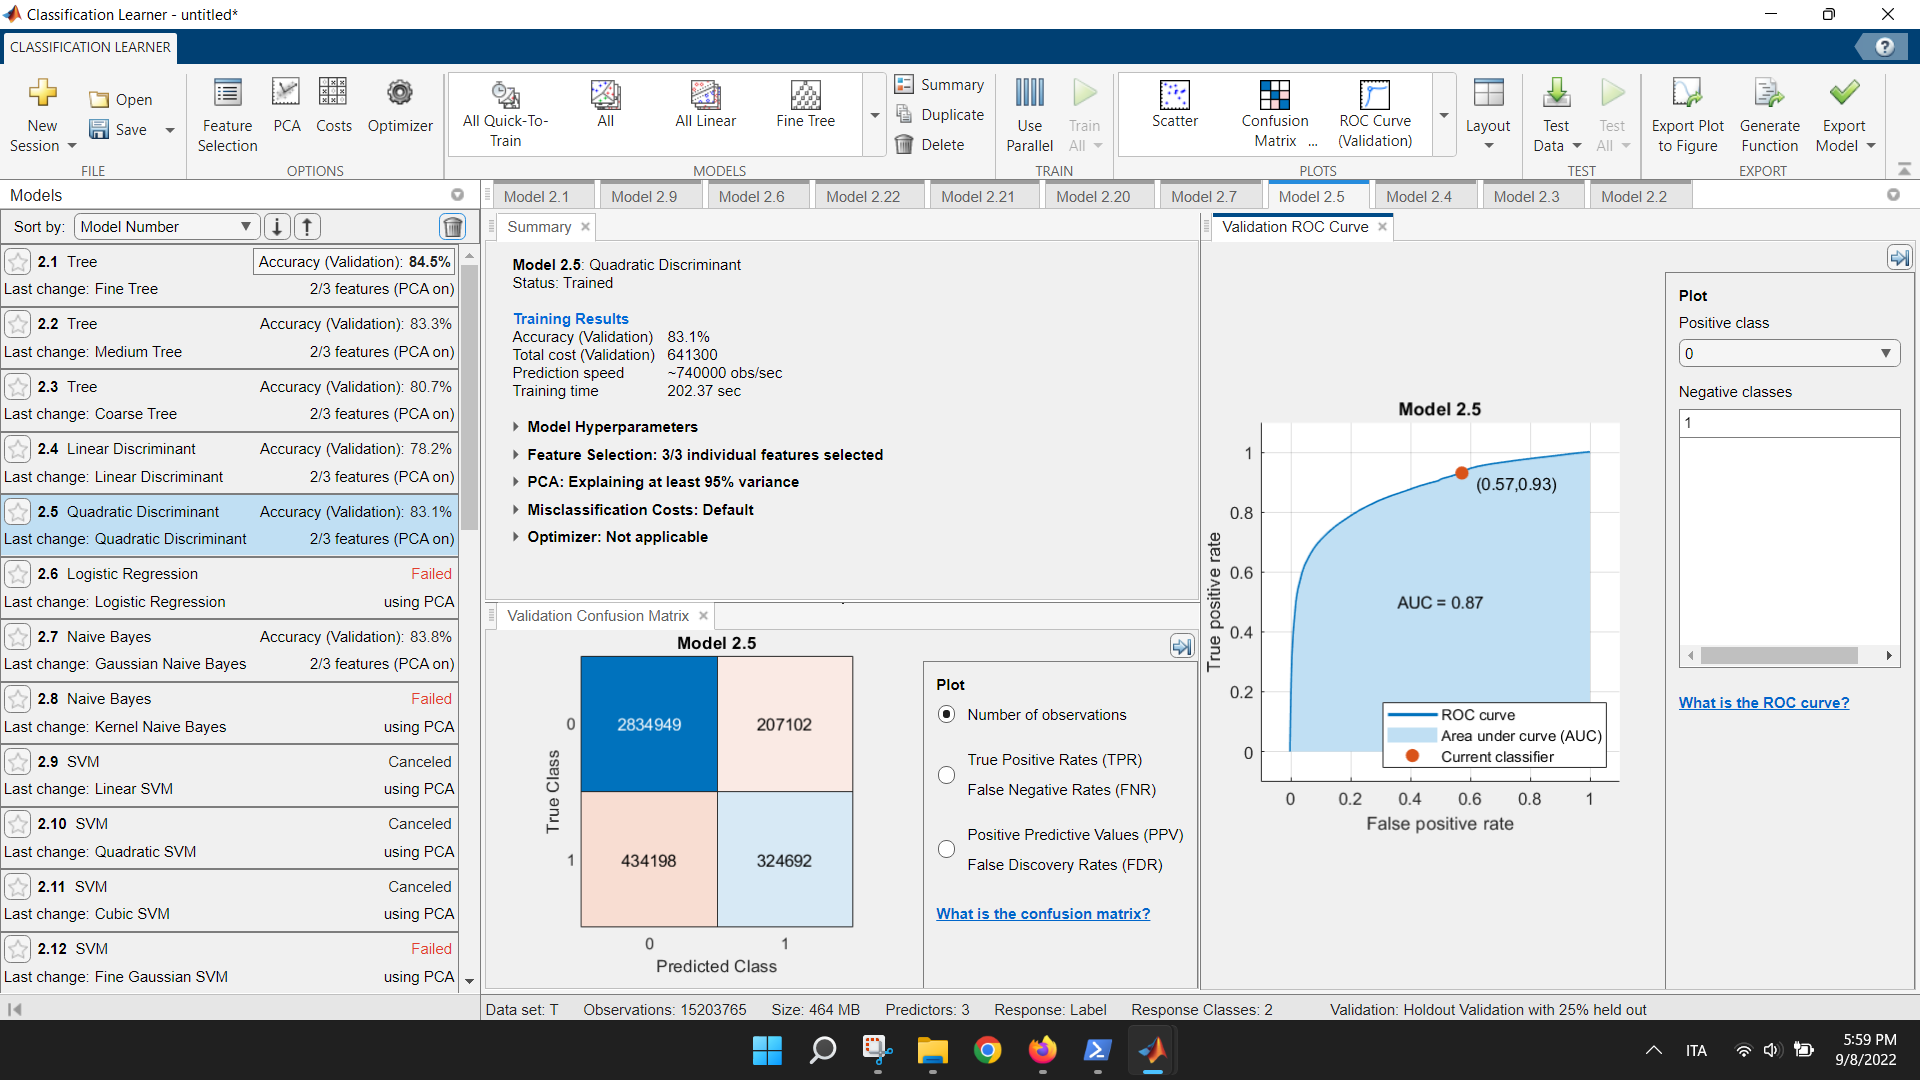 Classification Learner - untitled*
CLASSIFICATION LEARNER
?
New Session
Open
Save
FILE
Feature Selection
PCA
Costs
Optimizer
OPTIONS
All Quick-To-Train
All
All Linear
Fine Tree
Summary
Duplicate
Delete
MODELS
Use Parallel
Train All
TRAIN
Scatter
Confusion Matrix ...
ROC Curve (Validation)
PLOTS
Layout
Test Data
Test All
TEST
Export Plot to Figure
Generate Function
Export Model
EXPORT
Models
Sort by: Model Number
2.1 Tree Accuracy (Validation): 84.5%
Last change: Fine Tree 2/3 features (PCA on)
2.2 Tree Accuracy (Validation): 83.3%
Last change: Medium Tree 2/3 features (PCA on)
2.3 Tree Accuracy (Validation): 80.7%
Last change: Coarse Tree 2/3 features (PCA on)
2.4 Linear Discriminant Accuracy (Validation): 78.2%
Last change: Linear Discriminant 2/3 features (PCA on)
2.5 Quadratic Discriminant Accuracy (Validation): 83.1%
Last change: Quadratic Discriminant 2/3 features (PCA on)
2.6 Logistic Regression Failed
Last change: Logistic Regression using PCA
2.7 Naive Bayes Accuracy (Validation): 83.8%
Last change: Gaussian Naive Bayes 2/3 features (PCA on)
2.8 Naive Bayes Failed
Last change: Kernel Naive Bayes using PCA
2.9 SVM Canceled
Last change: Linear SVM using PCA
2.10 SVM Canceled
Last change: Quadratic SVM using PCA
2.11 SVM Canceled
Last change: Cubic SVM using PCA
2.12 SVM Failed
Last change: Fine Gaussian SVM using PCA
Model 2.1 Model 2.9 Model 2.6 Model 2.22 Model 2.21 Model 2.20 Model 2.7 Model 2.5 Model 2.4 Model 2.3 Model 2.2
Summary
Model 2.5: Quadratic Discriminant
Status: Trained
Training Results
Accuracy (Validation) 83.1%
Total cost (Validation) 641300
Prediction speed ~740000 obs/sec
Training time 202.37 sec
Model Hyperparameters
Feature Selection: 3/3 individual features selected
PCA: Explaining at least 95% variance
Misclassification Costs: Default
Optimizer: Not applicable
Validation Confusion Matrix
Model 2.5
True Class
0 2834949 207102
1 434198 324692
0 1
Predicted Class
Plot
Number of observations
True Positive Rates (TPR)
False Negative Rates (FNR)
Positive Predictive Values (PPV)
False Discovery Rates (FDR)
What is the confusion matrix?
Validation ROC Curve
Model 2.5
True positive rate
1
0.8
0.6
0.4
0.2
0
(0.57,0.93)
AUC = 0.87
ROC curve
Area under curve (AUC)
Current classifier
0 0.2 0.4 0.6 0.8 1
False positive rate
Plot
Positive class
0
Negative classes
1
What is the ROC curve?
Data set: T Observations: 15203765 Size: 464 MB Predictors: 3 Response: Label Response Classes: 2 Validation: Holdout Validation with 25% held out
ITA
5:59 PM
9/8/2022